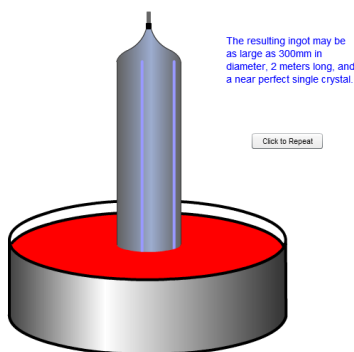 The resulting ingot may be
as large as 300mm in
diameter, 2 meters long, and
a near perfect single crystal.
Click to Repeat